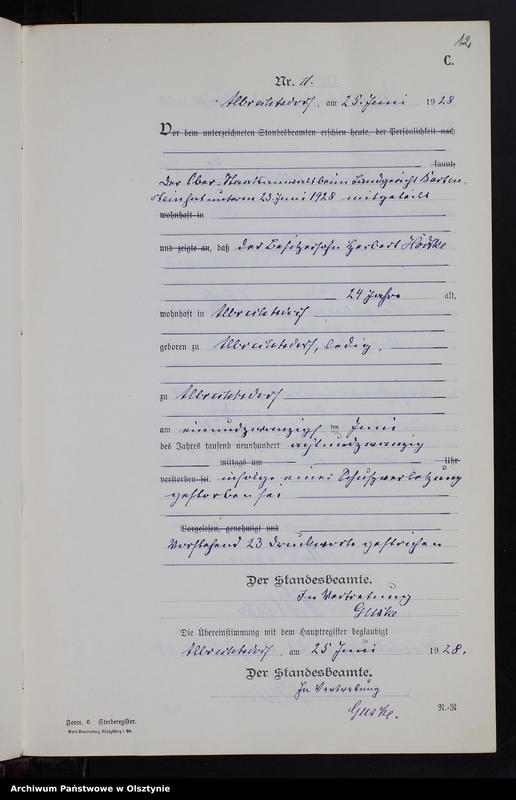 12
C.
Nr. 11.
Albrechtsdorf, am 25. Juni 1928
Vor dem unterzeichneten Standesbeamten erschien heute, der Persönlichkeit nach
kannt,
Der Ober-Staatsanwalt beim Landgericht Barten-
stein hat unterm 23. Juni 1928 mitgeteilt
wohnhaft in
und zeigte an, daß der Besitzersohn Herbert
24 Jahre alt,
wohnhaft in Albrechtsdorf
geboren zu Albrechtsdorf, ledig,
zu Albrechtsdorf
am einundzwanzigsten Juni
des Jahres tausend neunhundert achtundzwanzig
mittags um Uhr
verstorben sei. infolge einer Schußverletzung
gestorben sei
Vorgelesen, genehmigt und
Vorstehend 23 Druckworte gestrichen
Der Standesbeamte.
In Vertretung
Guske
Die Übereinstimmung mit dem Hauptregister beglaubigt
Albrechtsdorf, am 25 Juni 1928.
Der Standesbeamte.
In Vertretung
Guske.
Form. 6. Sterberegister.
R.-R
Archiwum Państwowe w Olsztynie